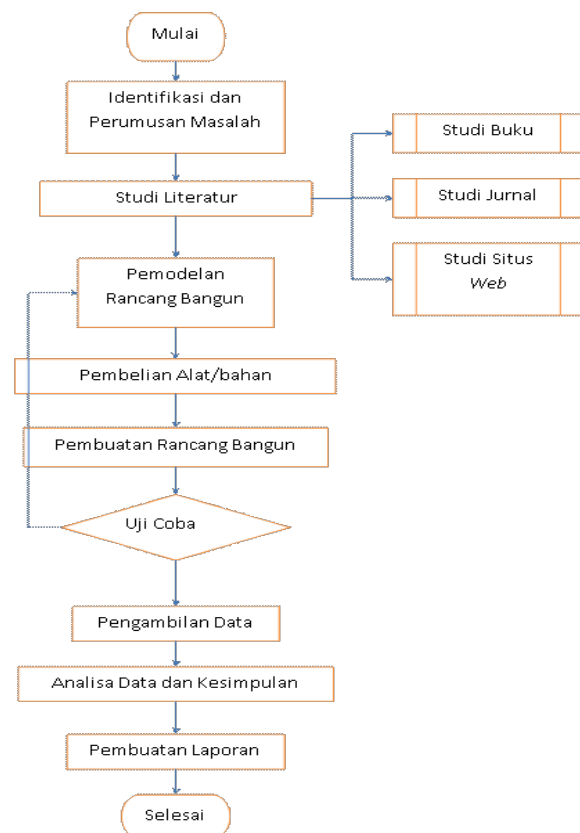 Mulai
Identifikasi dan
Perumusan Masalah
Studi Literatur
Studi Buku
Studi Jurnal
Studi Situs
Web
Pemodelan
Rancang Bangun
Pembelian Alat/bahan
Pembuatan Rancang Bangun
Uji Coba
Pengambilan Data
Analisa Data dan Kesimpulan
Pembuatan Laporan
Selesai